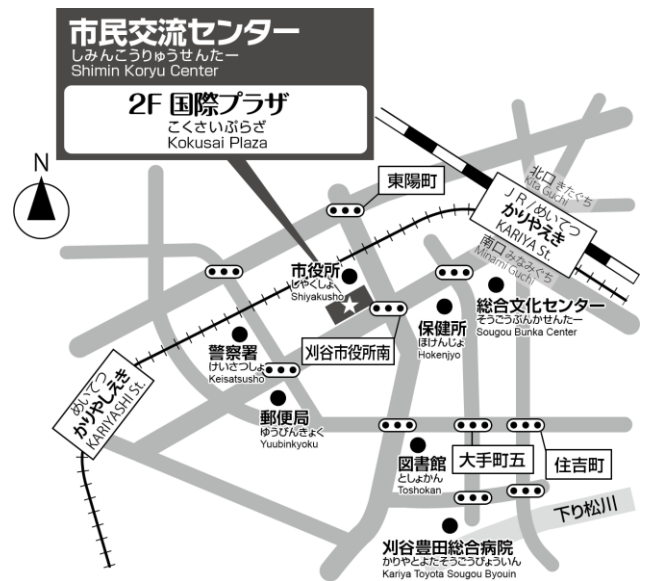 市民交流センター
しみんこうりゅうせんたー
Shimin Koryu Center
2F 国際プラザ
こくさいぷらざ
Kokusai Plaza
N
東陽町
北口 きたぐち
Kita Guchi
JR/めいてつ
かりやえき
KARIYA St.
南口 みなみぐち
Minami Guchi
市役所
しやくしょ
Shiyakusho
総合文化センター
そうごうぶんかせんたー
Sougou Bunka Center
保健所
ほけんじょ
Hokenjyo
刈谷市役所南
警察署
けいさつしょ
Keisatsusho
めいてつ
かりやしえき
KARIYASHI St.
郵便局
ゆうびんきょく
Yuubinkyoku
図書館
としょかん
Toshokan
大手町五
住吉町
下り松川
刈谷豊田総合病院
かりやとよたそうごうびょういん
Kariya Toyota Sougou Byouin